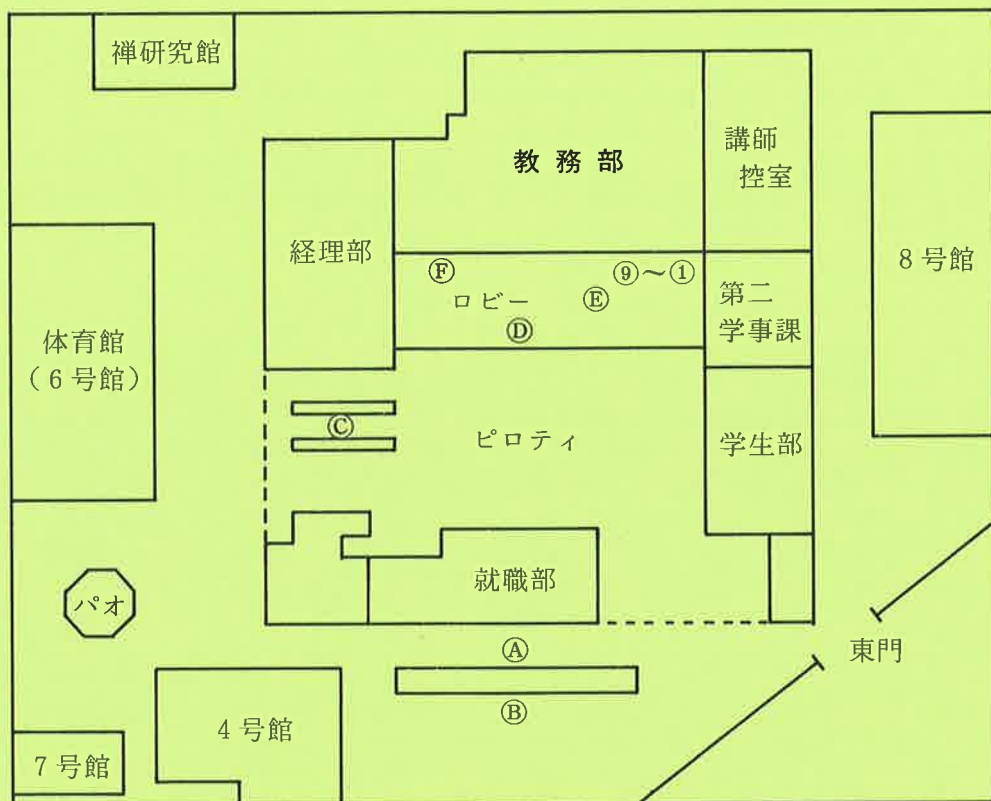 禅研究館
教務部
講師
控室
経理部
8号館
Ⓕ
⑨～①
ロビー
Ⓔ
Ⓓ
第二
学事課
体育館
（6号館）
Ⓒ
ピロティ
学生部
パオ
就職部
Ⓐ
東門
Ⓑ
4号館
7号館